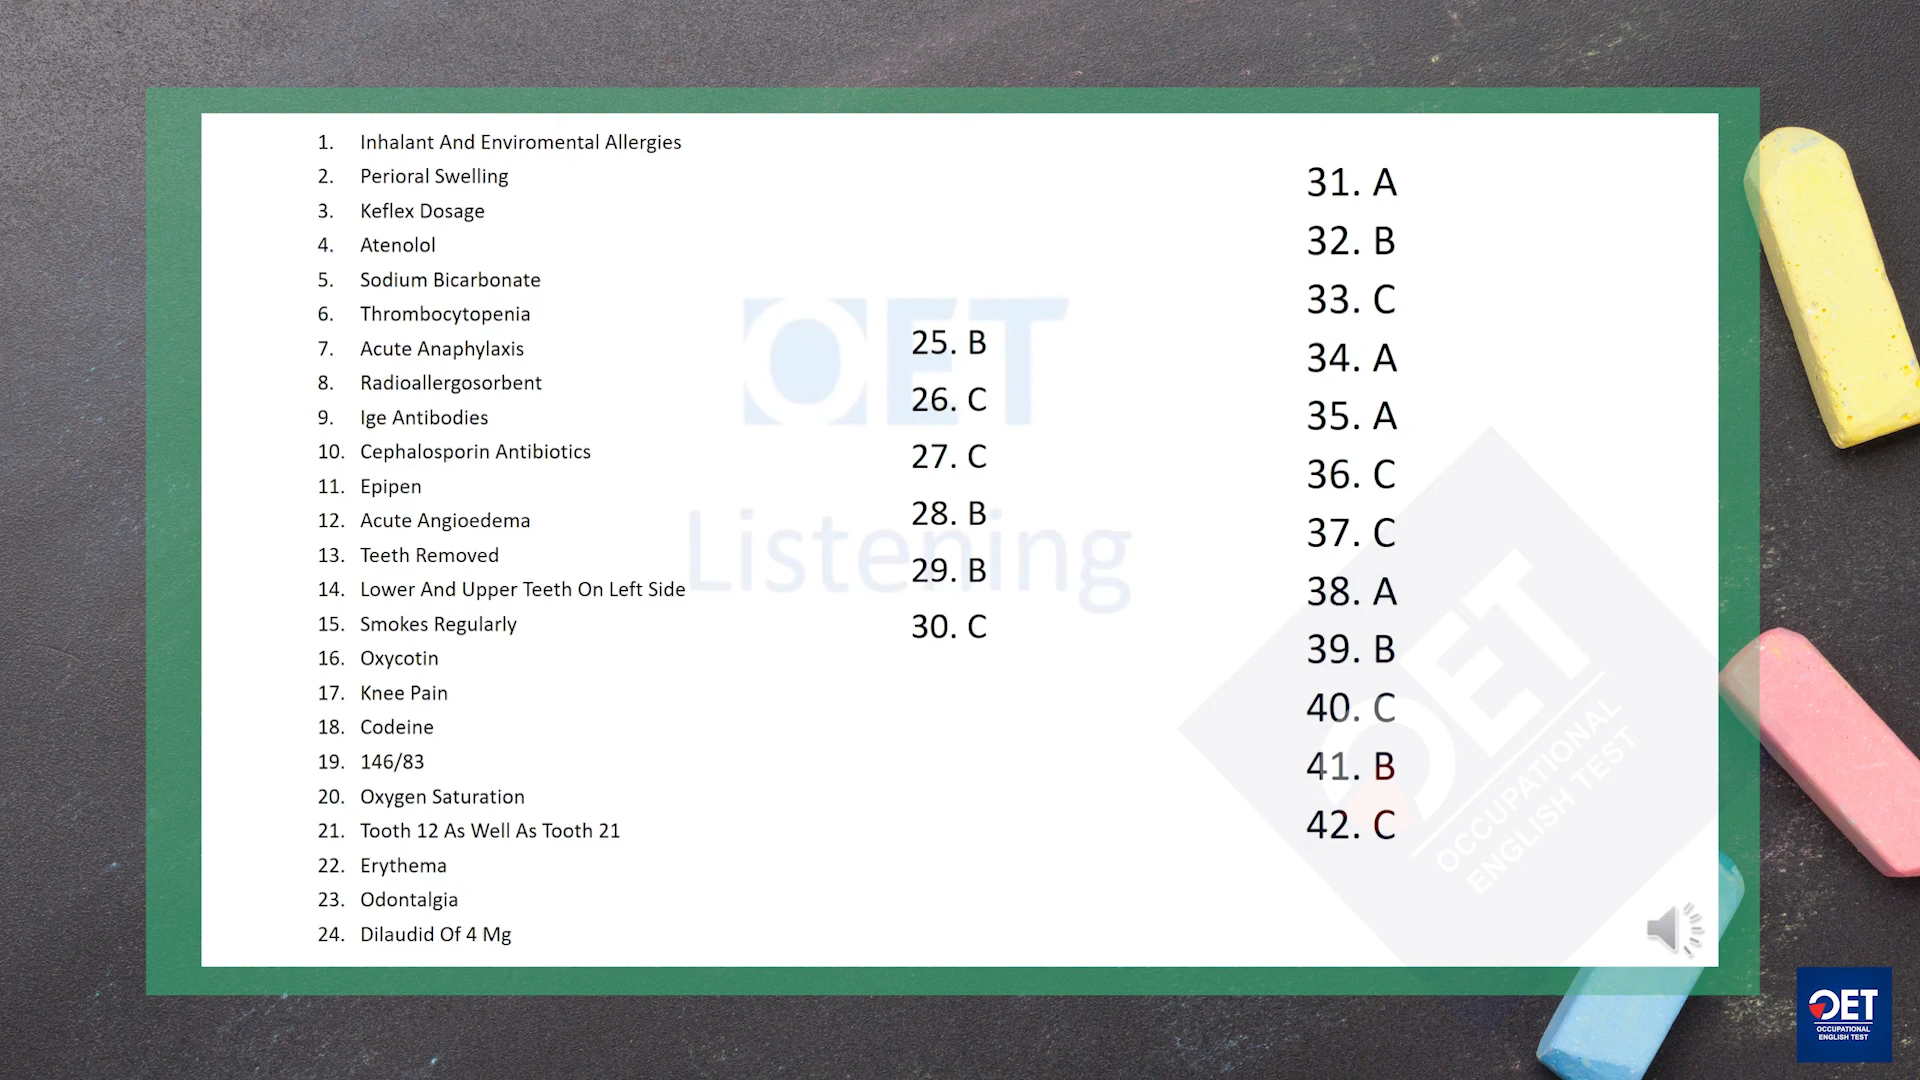 1. Inhalant And Enviromental Allergies
2. Perioral Swelling
3. Keflex Dosage
4. Atenolol
5. Sodium Bicarbonate
6. Thrombocytopenia
7. Acute Anaphylaxis
8. Radioallergosorbent
9. Ige Antibodies
10. Cephalosporin Antibiotics
11. Epipen
12. Acute Angioedema
13. Teeth Removed
14. Lower And Upper Teeth On Left Side
15. Smokes Regularly
16. Oxycotin
17. Knee Pain
18. Codeine
19. 146/83
20. Oxygen Saturation
21. Tooth 12 As Well As Tooth 21
22. Erythema
23. Odontalgia
24. Dilaudid Of 4 Mg
OET
Listening
25. B
26. C
27. C
28. B
29. B
30. C
31. A
32. B
33. C
34. A
35. A
36. C
37. C
38. A
39. B
40. C
41. B
42. C
OET
OCCUPATIONAL
ENGLISH TEST
OET
OCCUPATIONAL
ENGLISH TEST